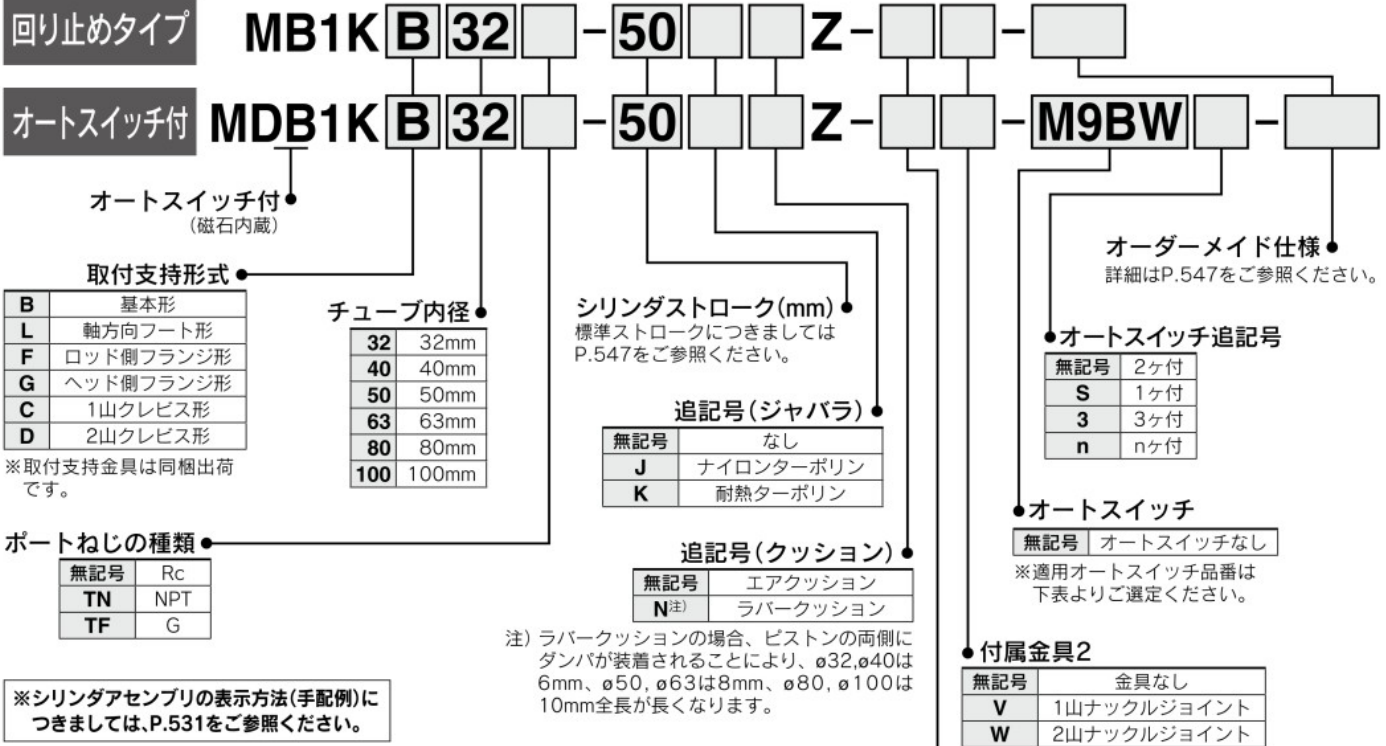 回り止めタイプ MB1K B 32 - 50 Z - -
オートスイッチ付 MDB1K B 32 - 50 Z - - M9BW -
オートスイッチ付
(磁石内蔵)
取付支持形式
B 基本形
L 軸方向フート形
F ロッド側フランジ形
G ヘッド側フランジ形
C 1山クレビス形
D 2山クレビス形
※取付支持金具は同梱出荷
です。
チューブ内径
32 32mm
40 40mm
50 50mm
63 63mm
80 80mm
100 100mm
ポートねじの種類
無記号 Rc
TN NPT
TF G
※シリンダアセンブリの表示方法(手配例)に
つきましては、P.531をご参照ください。
シリンダストローク(mm)
標準ストロークにつきましては
P.547をご参照ください。
追記号(ジャバラ)
無記号 なし
J ナイロンターポリン
K 耐熱ターポリン
追記号(クッション)
無記号 エアクッション
N注) ラバークッション
注) ラバークッションの場合、ピストンの両側に
ダンパが装着されることにより、ø32,ø40は
6mm、ø50, ø63は8mm、ø80, ø100は
10mm全長が長くなります。
オーダーメイド仕様
詳細はP.547をご参照ください。
オートスイッチ追記号
無記号 2ヶ付
S 1ヶ付
3 3ヶ付
n nヶ付
オートスイッチ
無記号 オートスイッチなし
※適用オートスイッチ品番は
下表よりご選定ください。
付属金具2
無記号 金具なし
V 1山ナックルジョイント
W 2山ナックルジョイント